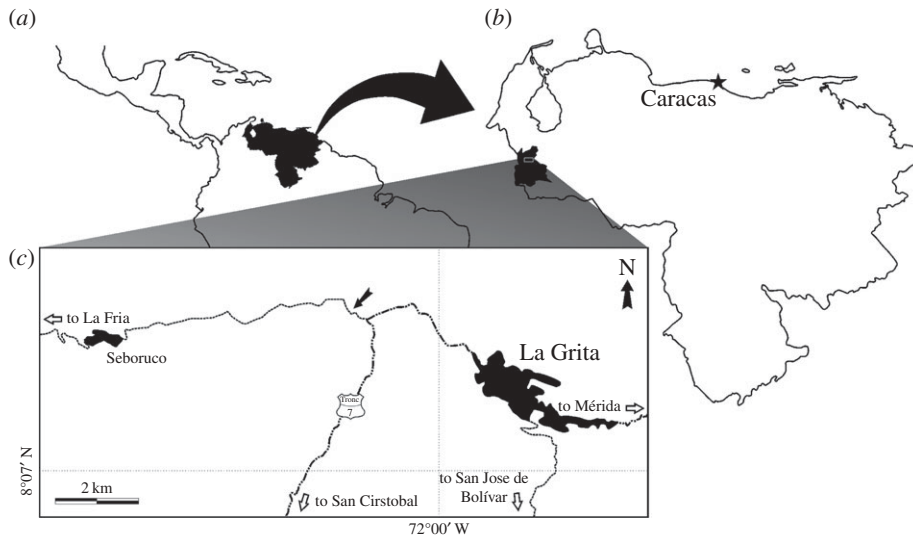 (a)
(b)
Caracas
(c)
N
to La Fria
Seboruco
La Grita
to Mérida
Tronc
7
8°07′ N
2 km
to San Cirstobal
to San Jose de
Bolívar
72°00′ W